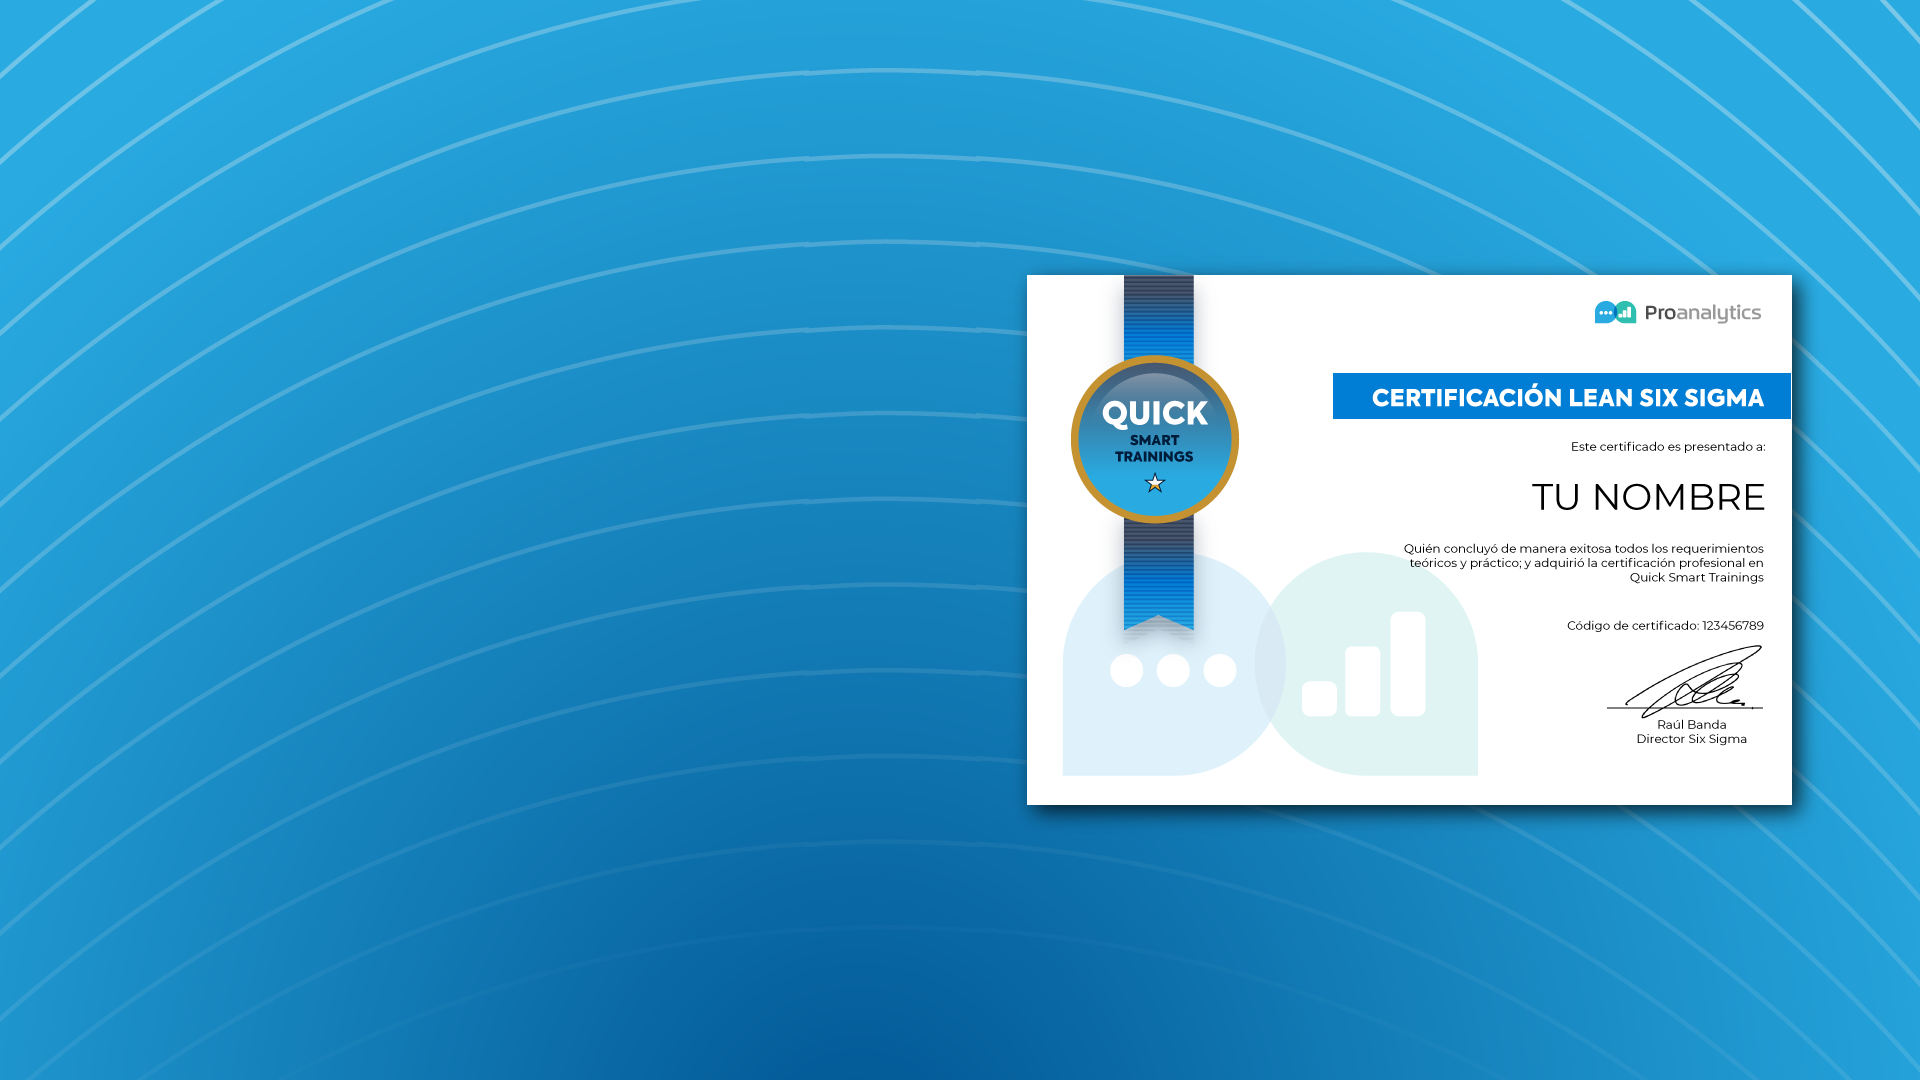 Proanalytics
QUICK
SMART
TRAININGS
CERTIFICACIÓN LEAN SIX SIGMA
Este certificado es presentado a:
TU NOMBRE
Quién concluyó de manera exitosa todos los requerimientos
teóricos y práctico; y adquirió la certificación profesional en
Quick Smart Trainings
Código de certificado: 123456789
Raúl Banda
Director Six Sigma